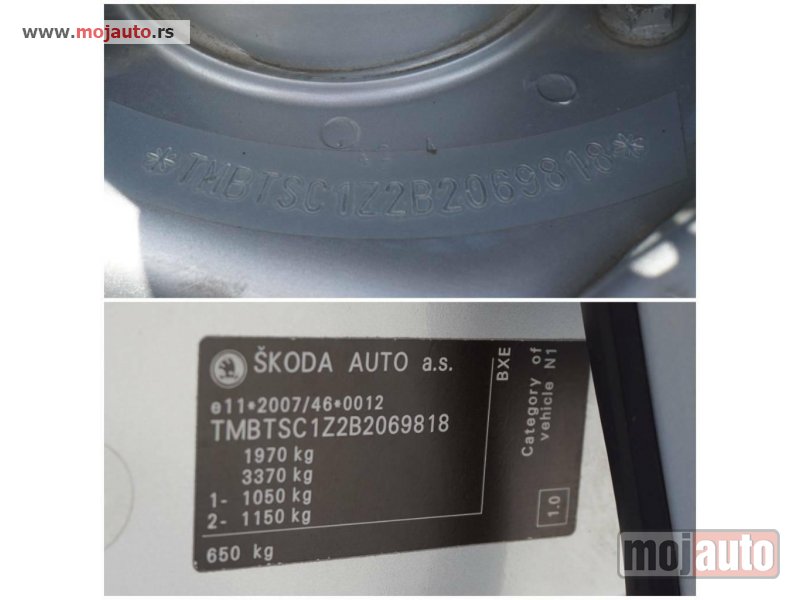 www.mojauto.rs
*TMBTSC1Z2B2069818*
ŠKODA AUTO a.s.
e11*2007/46*0012
TMBTSC1Z2B2069818
1970 kg
3370 kg
1- 1050 kg
2- 1150 kg
650 kg
BXE
Category of
vehicle N1
1.0
mojauto